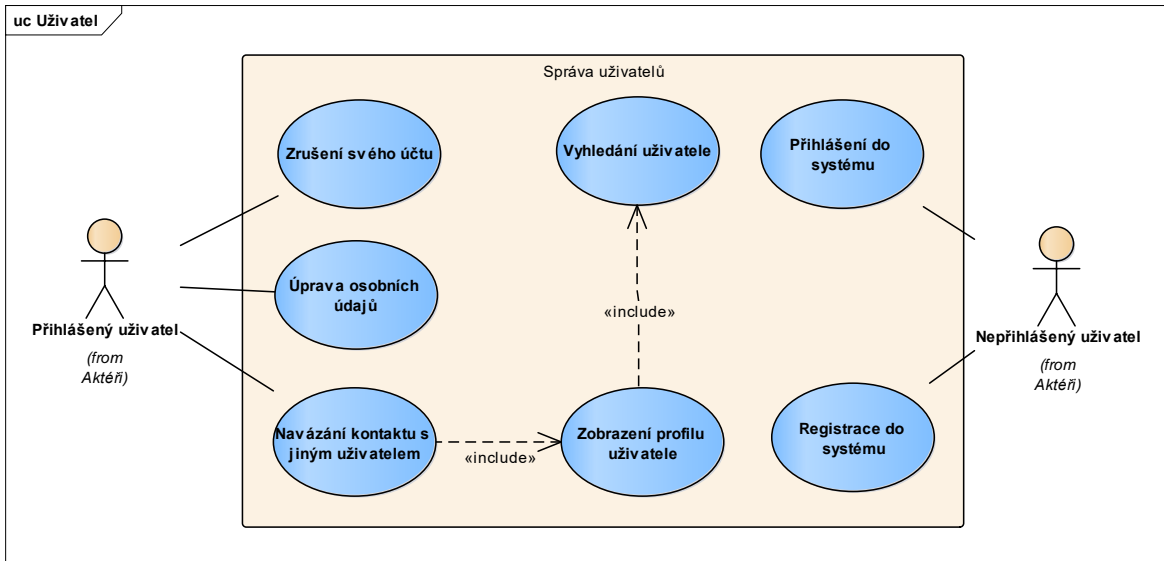 uc Uživatel
Správa uživatelů
Zrušení svého účtu
Vyhledání uživatele
Přihlášení do
systému
Úprava osobních
údajů
Přihlášený uživatel
(from
Aktéři)
«include»
Nepřihlášený uživatel
(from
Aktéři)
Navázání kontaktu s
jiným uživatelem
«include»
Zobrazení profilu
uživatele
Registrace do
systému